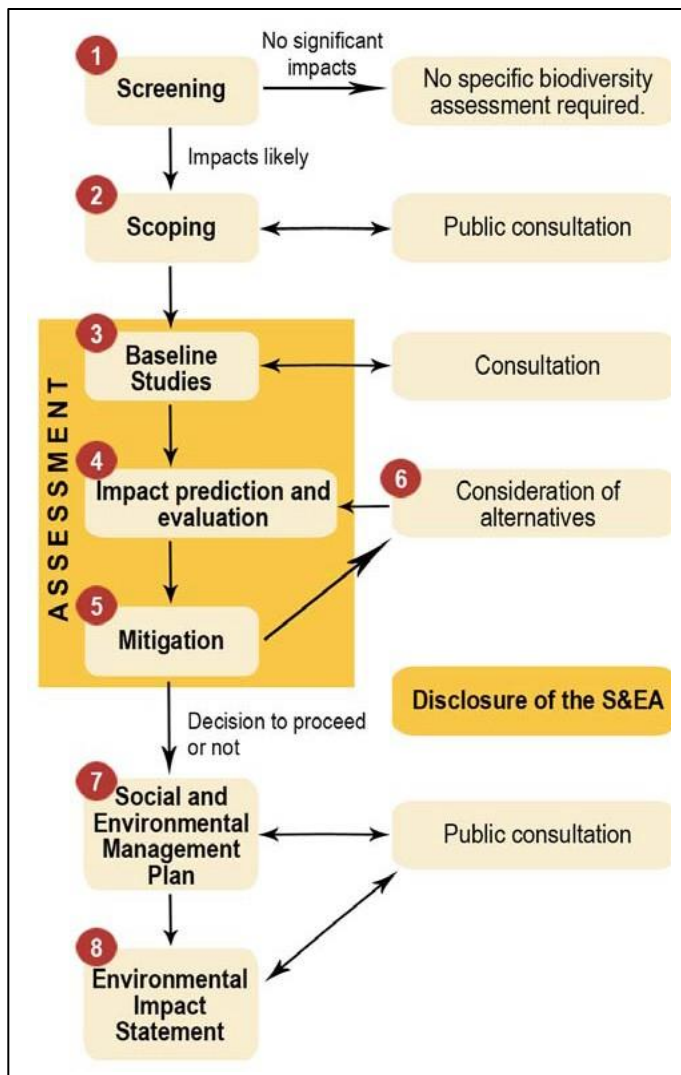 1
Screening
No significant
impacts
No specific biodiversity
assessment required.
Impacts likely
2
Scoping
Public consultation
ASSESSMENT
3
Baseline
Studies
Consultation
4
Impact prediction and
evaluation
6
Consideration of
alternatives
5
Mitigation
Disclosure of the S&EA
Decision to proceed
or not
7
Social and
Environmental
Management
Plan
Public consultation
8
Environmental
Impact
Statement